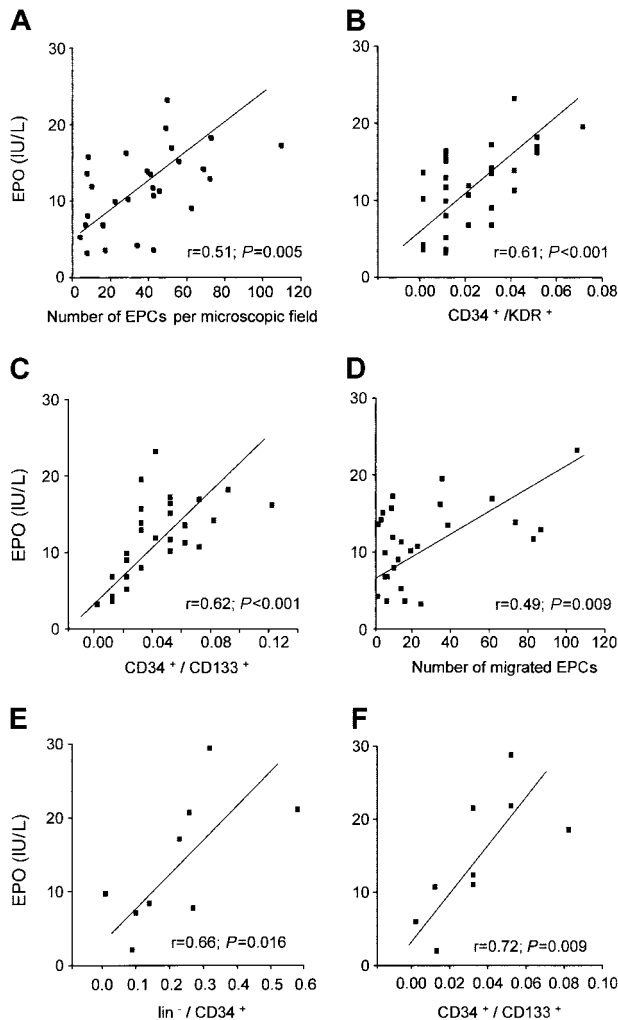 A
B
30
20
10
0
EPO (IU/L)
r=0.51; P=0.005
0 20 40 60 80 100 120
Number of EPCs per microscopic field
30
20
10
0
r=0.61; P<0.001
0.00 0.02 0.04 0.06 0.08
CD34 + /KDR +
C
D
30
20
10
0
EPO (IU/L)
r=0.62; P<0.001
0.00 0.04 0.08 0.12
CD34 + / CD133 +
30
20
10
0
r=0.49; P=0.009
0 20 40 60 80 100 120
Number of migrated EPCs
E
F
30
20
10
0
EPO (IU/L)
r=0.66; P=0.016
0.0 0.1 0.2 0.3 0.4 0.5 0.6
lin - / CD34 +
30
20
10
0
r=0.72; P=0.009
0.00 0.02 0.04 0.06 0.08 0.10
CD34 + / CD133 +